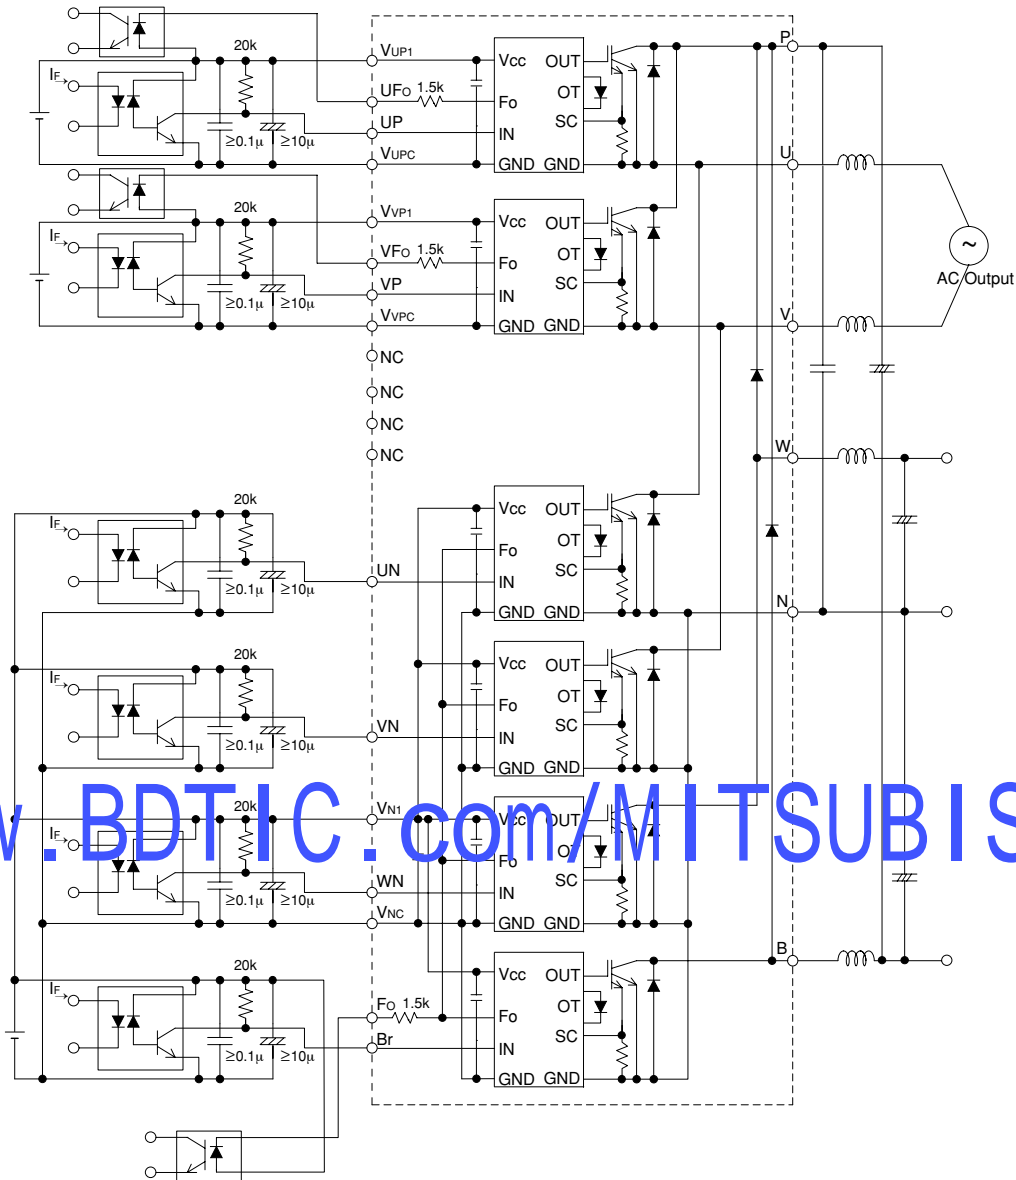 P
20k
VUP1
Vcc OUT
IF
UFO 1.5k
OT
Fo
SC
UP
IN
≥0.1μ ≥10μ
VUPC
GND GND
U
20k
VVP1
Vcc OUT
IF
VFO 1.5k
OT
Fo
AC Output
~
SC
VP
IN
≥0.1μ ≥10μ
VVPC
GND GND
V
NC
NC
NC
NC
W
20k
Vcc OUT
IF
OT
Fo
SC
UN
IN
≥0.1μ ≥10μ
GND GND
N
20k
Vcc OUT
IF
OT
Fo
SC
VN
IN
≥0.1μ ≥10μ
GND GND
w.BDTIC.com/MITSUBIS
VN1
20k
Vcc OUT
IF
OT
Fo
SC
WN
IN
≥0.1μ ≥10μ
VNC
GND GND
B
20k
Vcc OUT
IF
FO 1.5k
OT
Fo
SC
Br
IN
≥0.1μ ≥10μ
GND GND